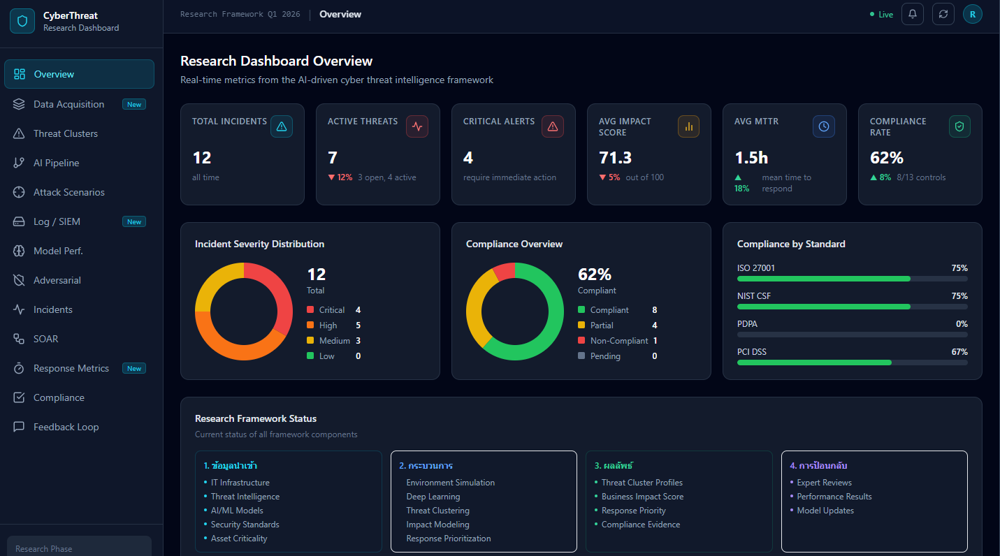 CyberThreat
Research Dashboard
Overview
Data Acquisition New
Threat Clusters
AI Pipeline
Attack Scenarios
Log / SIEM New
Model Perf.
Adversarial
Incidents
SOAR
Response Metrics New
Compliance
Feedback Loop
Research Phase
Research Framework Q1 2026 | Overview
Live
R
Research Dashboard Overview
Real-time metrics from the AI-driven cyber threat intelligence framework
TOTAL INCIDENTS
12
all time
ACTIVE THREATS
7
▼ 12% 3 open, 4 active
CRITICAL ALERTS
4
require immediate action
AVG IMPACT
SCORE
71.3
▼ 5% out of 100
AVG MTTR
1.5h
▲ 18%
mean time to
respond
COMPLIANCE
RATE
62%
▲ 8% 8/13 controls
Incident Severity Distribution
12
Total
Critical 4
High 5
Medium 3
Low 0
Compliance Overview
62%
Compliant
Compliant 8
Partial 4
Non-Compliant 1
Pending 0
Compliance by Standard
ISO 27001 75%
NIST CSF 75%
PDPA 0%
PCI DSS 67%
Research Framework Status
Current status of all framework components
1. ข้อมูลนำเข้า
• IT Infrastructure
• Threat Intelligence
• AI/ML Models
• Security Standards
• Asset Criticality
2. กระบวนการ
Environment Simulation
Deep Learning
Threat Clustering
Impact Modeling
Response Prioritization
3. ผลลัพธ์
• Threat Cluster Profiles
• Business Impact Score
• Response Priority
• Compliance Evidence
4. การป้อนกลับ
• Expert Reviews
• Performance Results
• Model Updates